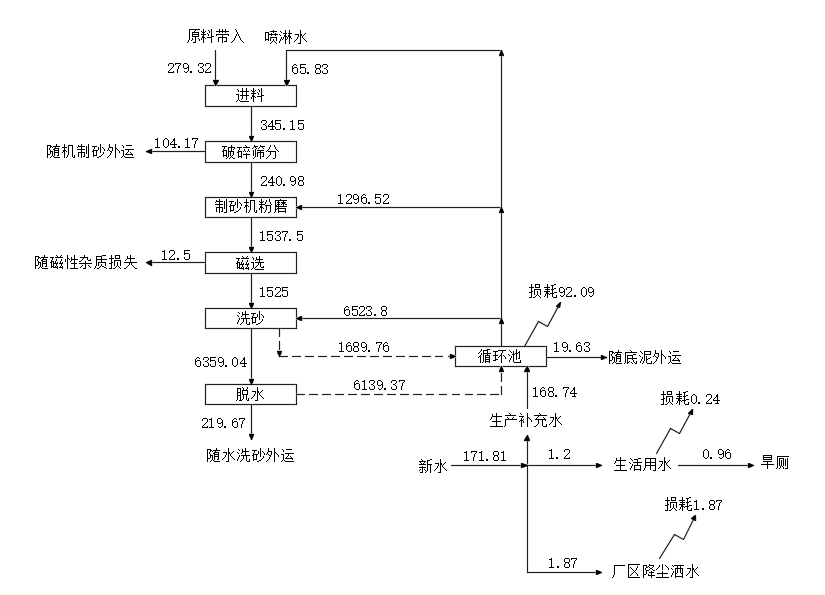 原料带入 喷淋水
279.32 65.83
进料
345.15
随机制砂外运 104.17 破碎筛分
240.98
制砂机粉磨 1296.52
1537.5
随磁性杂质损失 12.5 磁选
1525
损耗92.09
洗砂 6523.8
1689.76 循环池 19.63 随底泥外运
6359.04
脱水 6139.37 168.74
219.67
损耗0.24
生产补充水
随水洗砂外运
新水 171.81 1.2 生活用水 0.96 旱厕
损耗1.87
1.87 厂区降尘洒水